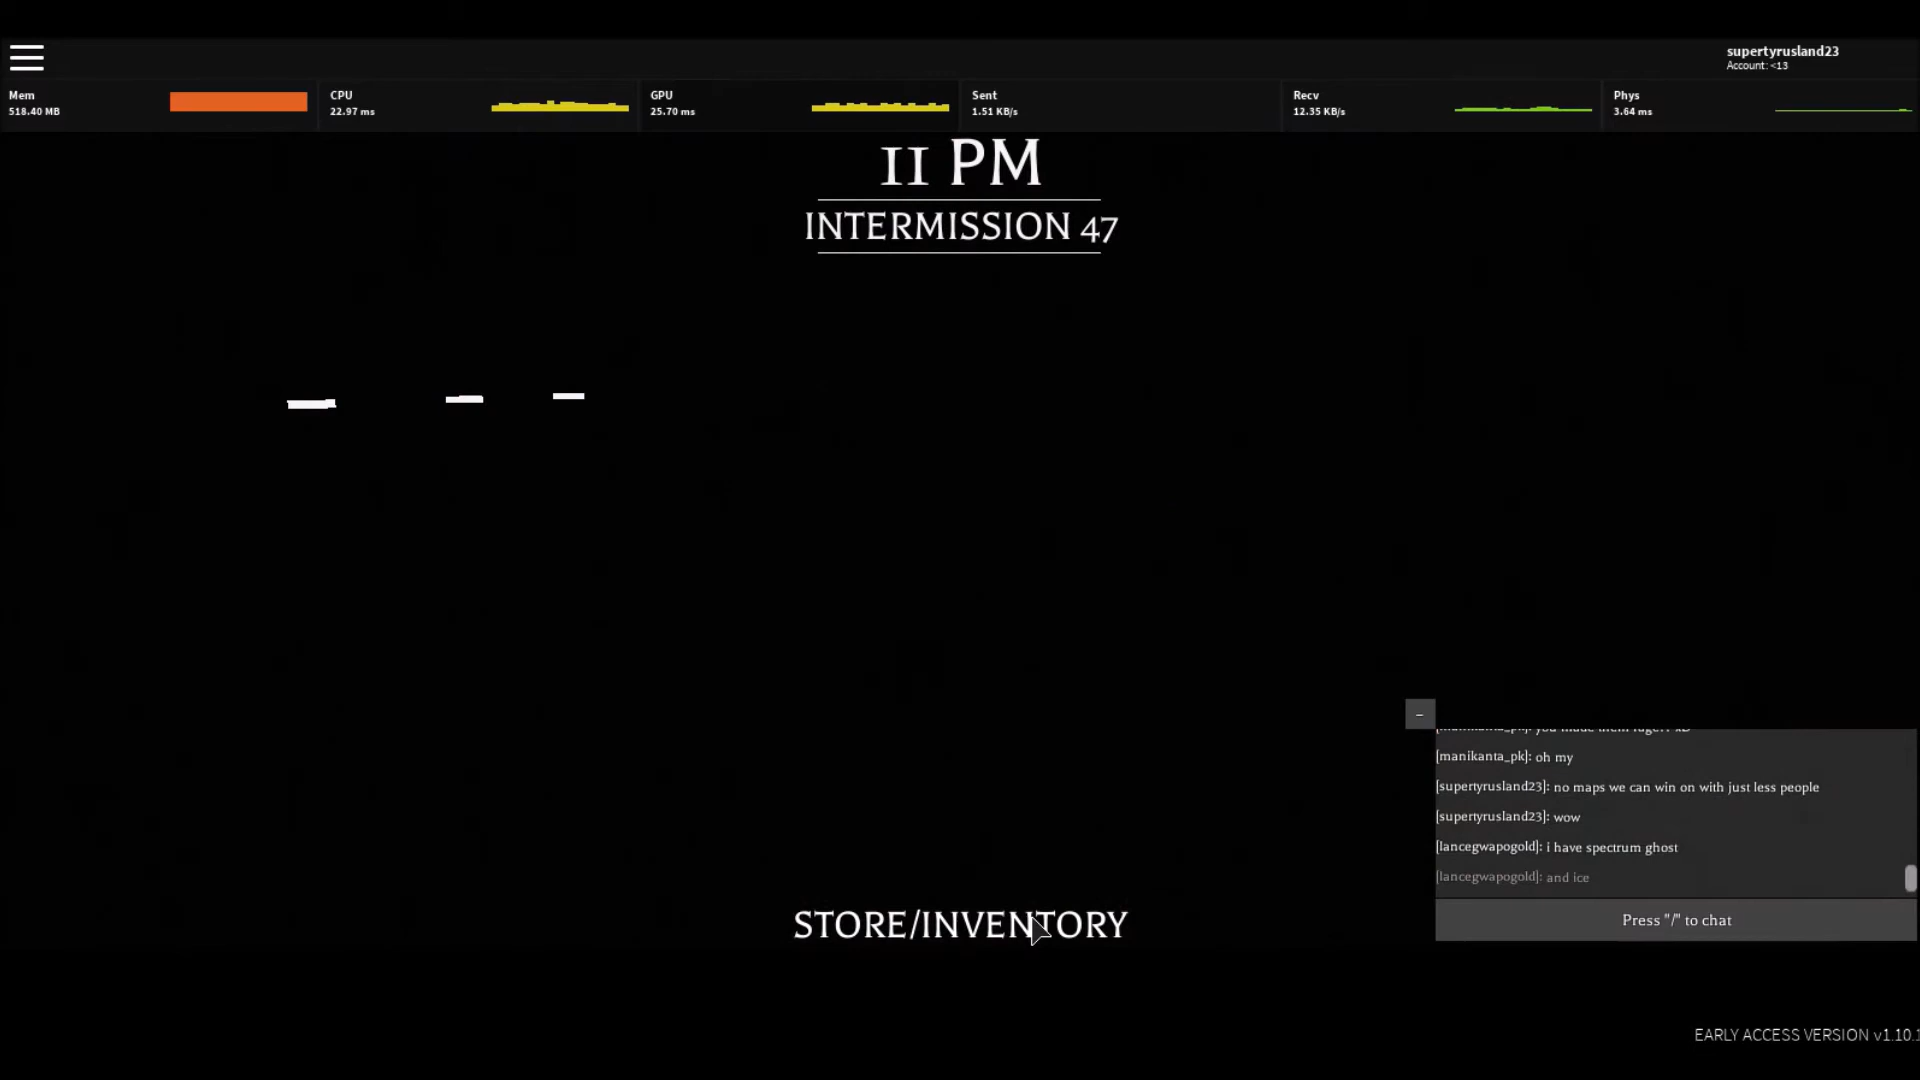 supertyrusland23
Account: <13
Mem
518.40 MB
CPU
22.97 ms
GPU
25.70 ms
Sent
1.51 KB/s
Recv
12.35 KB/s
Phys
3.64 ms
11 PM
INTERMISSION 47
–
[manikanta_pk]: oh my
[supertyrusland23]: no maps we can win on with just less people
[supertyrusland23]: wow
[lancegwapogold]: i have spectrum ghost
[lancegwapogold]: and ice
Press "/" to chat
STORE/INVENTORY
EARLY ACCESS VERSION v1.10.1